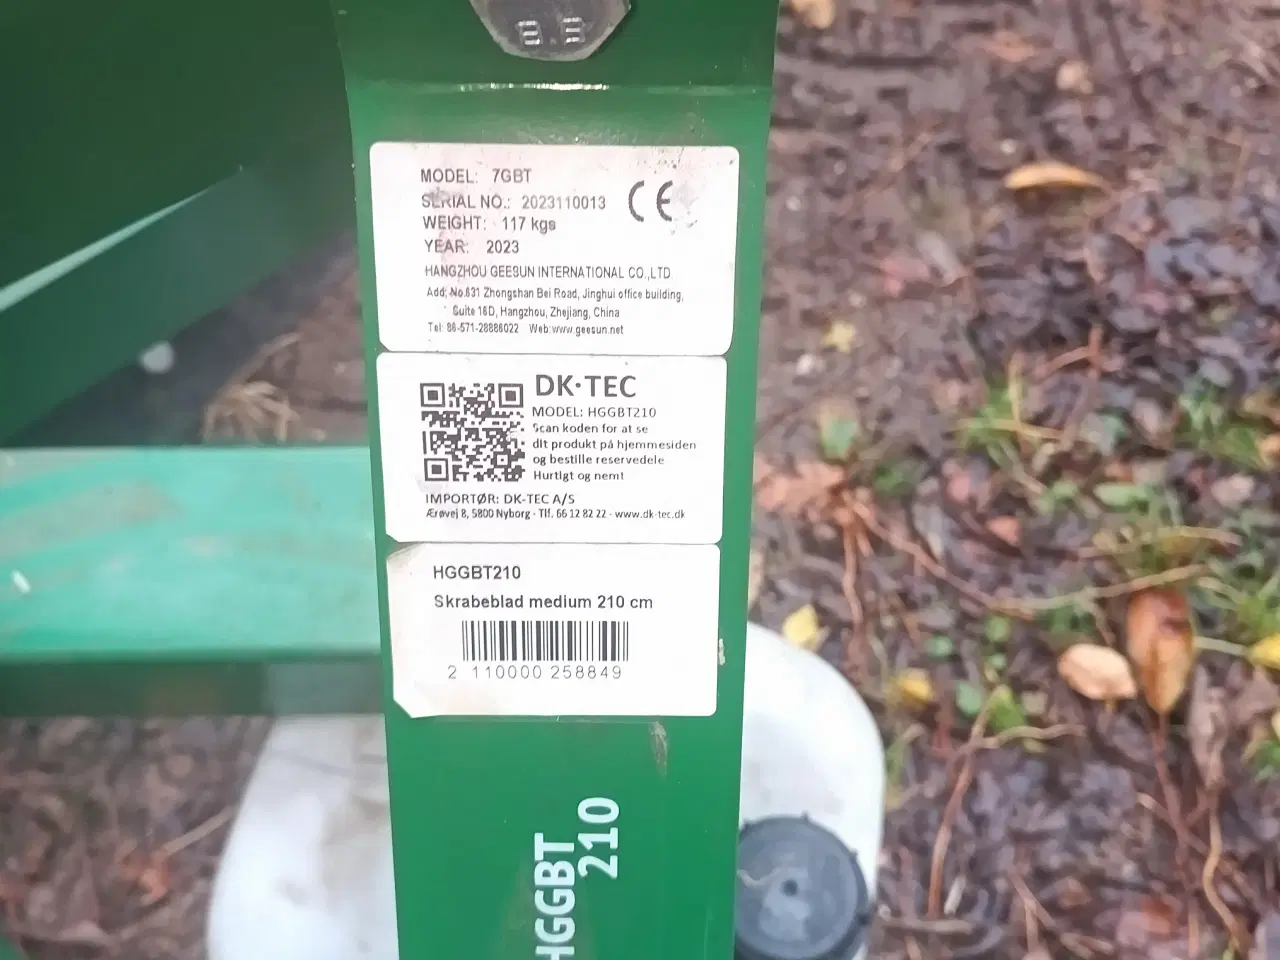 8.8
MODEL: 7GBT
SERIAL NO.: 2023110013
WEIGHT: 117 kgs
YEAR: 2023
CE
HANGZHOU GEESUN INTERNATIONAL CO.,LTD
Add: No.631 Zhongshan Bei Road, Jinghui office building,
Suite 16D, Hangzhou, Zhejiang, China
Tel: 86-571-28886022 Web:www.geesun.net
DK·TEC
MODEL: HGGBT210
Scan koden for at se
dit produkt på hjemmesiden
og bestille reservedele
Hurtigt og nemt
IMPORTØR: DK-TEC A/S
Ærøvej 8, 5800 Nyborg - Tlf. 66 12 82 22 - www.dk-tec.dk
HGGBT210
Skrabeblad medium 210 cm
2 110000 258849
HGGBT
210